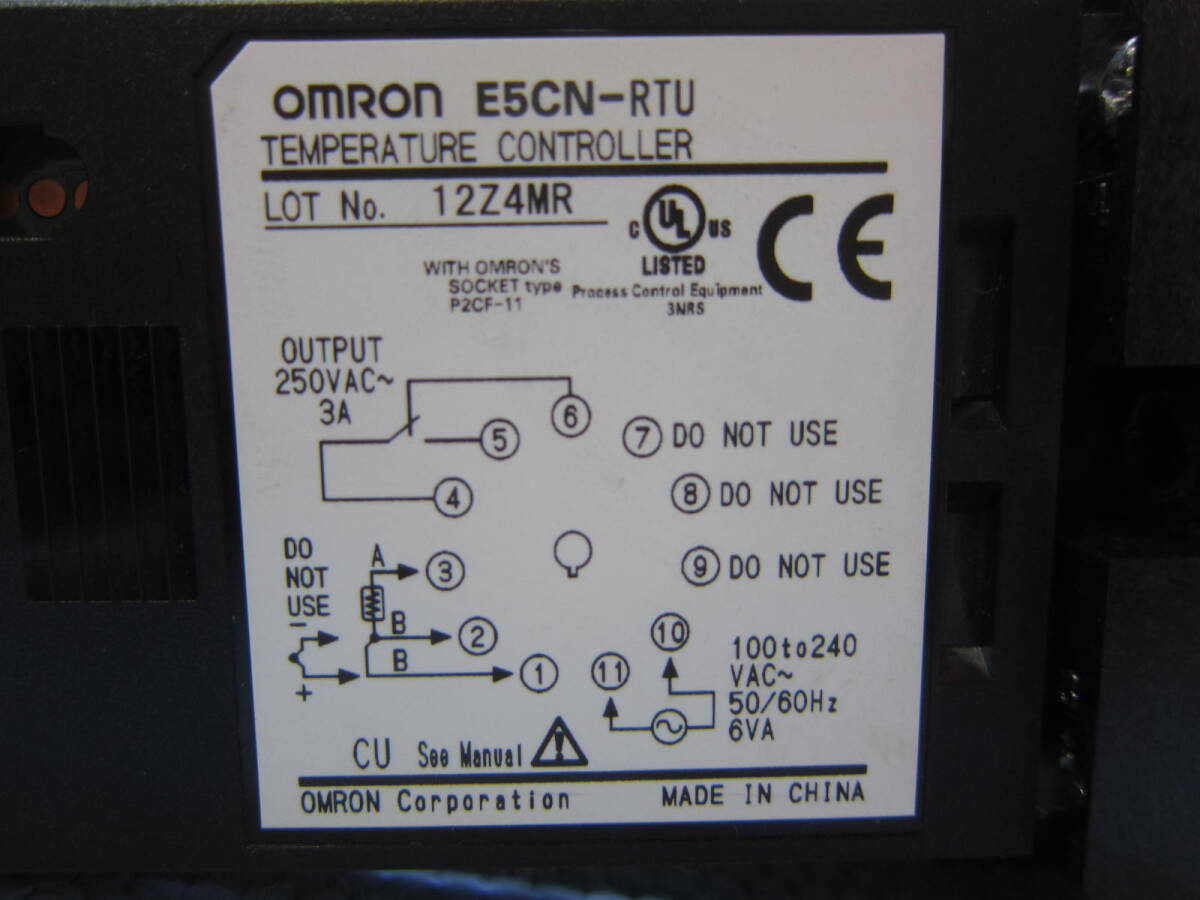 OMRON E5CN-RTU
TEMPERATURE CONTROLLER
LOT No. 12Z4MR
C UL US
LISTED
CE
WITH OMRON'S
SOCKET type
P2CF-11
Process Control Equipment
3NRS
OUTPUT
250VAC~
3A
6
5
4
7 DO NOT USE
8 DO NOT USE
9 DO NOT USE
DO
NOT
USE
A 3
- B 2
+ B 1
10
11
100to240
VAC~
50/60Hz
6VA
CU See Manual !
OMRON Corporation MADE IN CHINA